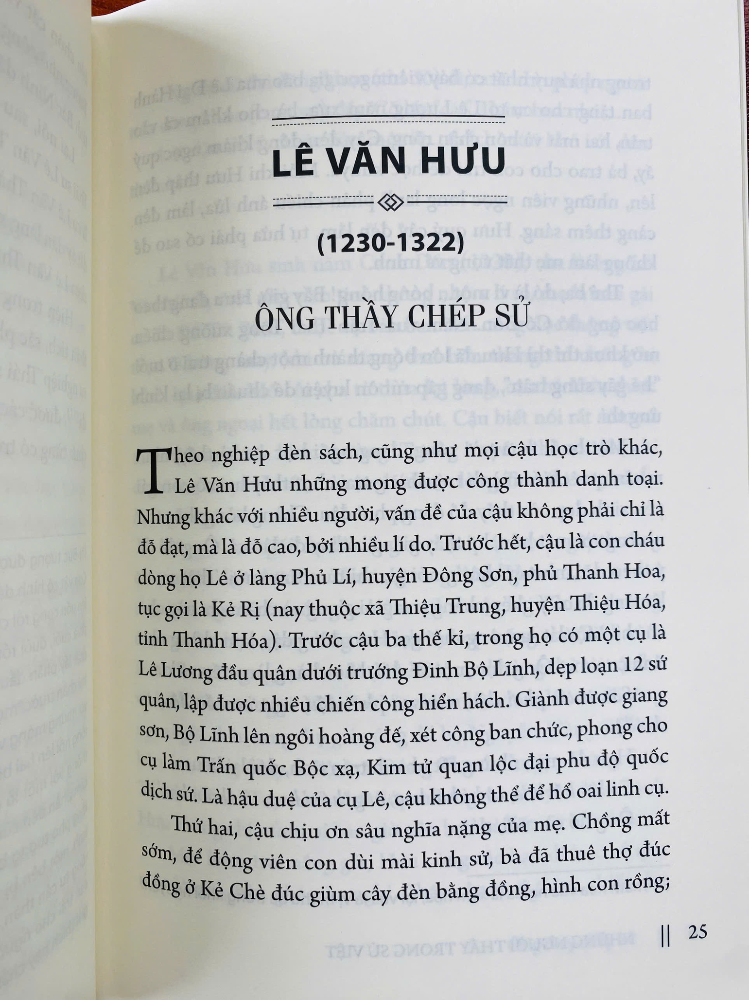 LÊ VĂN HƯU
(1230-1322)
ÔNG THẦY CHÉP SỬ
Theo nghiệp đèn sách, cũng như mọi cậu học trò khác,
Lê Văn Hưu những mong được công thành danh toại.
Nhưng khác với nhiều người, vấn đề của cậu không phải chỉ là
đỗ đạt, mà là đỗ cao, bởi nhiều lí do. Trước hết, cậu là con cháu
dòng họ Lê ở làng Phủ Lí, huyện Đông Sơn, phủ Thanh Hoa,
tục gọi là Kẻ Rị (nay thuộc xã Thiệu Trung, huyện Thiệu Hóa,
tỉnh Thanh Hóa). Trước cậu ba thế kỉ, trong họ có một cụ là
Lê Lương đầu quân dưới trướng Đinh Bộ Lĩnh, dẹp loạn 12 sứ
quân, lập được nhiều chiến công hiển hách. Giành được giang
sơn, Bộ Lĩnh lên ngôi hoàng đế, xét công ban chức, phong cho
cụ làm Trấn quốc Bộc xạ, Kim tử quan lộc đại phu độ quốc
dịch sứ. Là hậu duệ của cụ Lê, cậu không thể để hổ oai linh cụ.
Thứ hai, cậu chịu ơn sâu nghĩa nặng của mẹ. Chồng mất
sớm, để động viên con dùi mài kinh sử, bà đã thuê thợ đúc
đồng ở Kẻ Chè đúc giùm cây đèn bằng đồng, hình con rồng;
|| 25